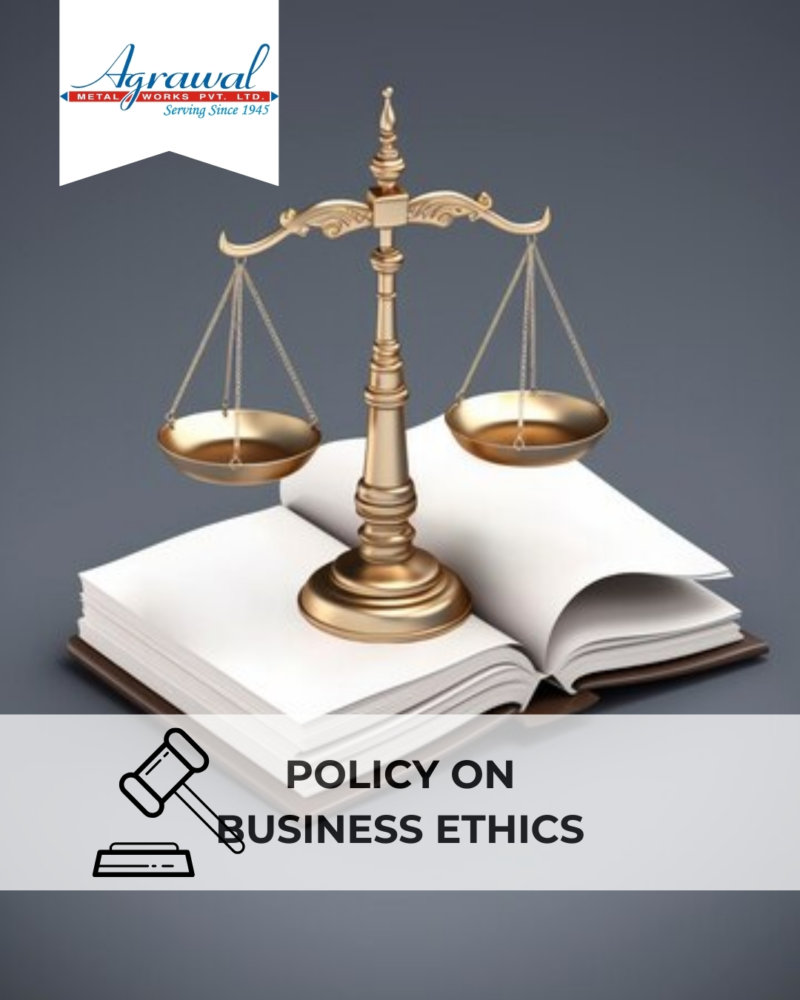 Agrawal
METAL WORKS PVT. LTD.
Serving Since 1945
POLICY ON
BUSINESS ETHICS